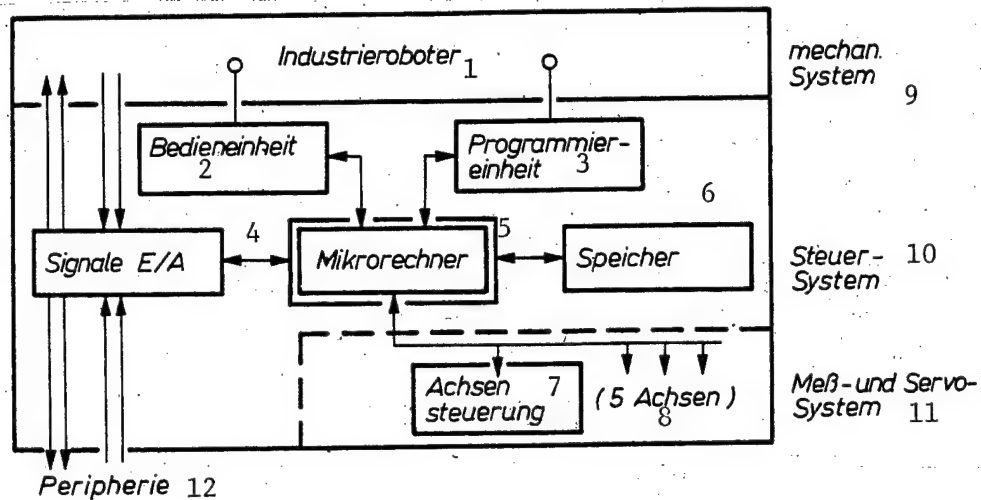 Industrieroboter 1
mechan.
System
9
Bedieneinheit
2
Programmier-
einheit 3
6
4
5
Signale E/A
Mikrorechner
Speicher
Steuer- 10
System
Achsen 7
steuerung
(5 Achsen)
8
Meß- und Servo-
System 11
Peripherie 12